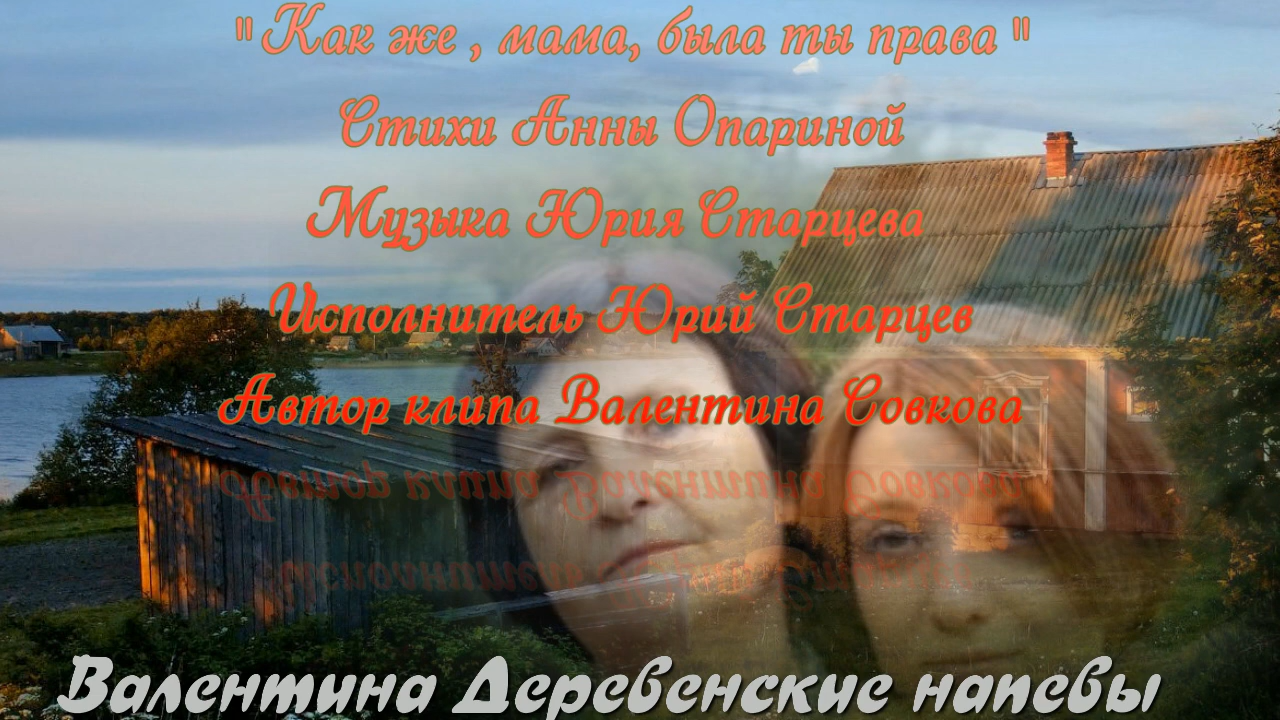 " Как же , мама, была ты права "
Стихи Анны Опариной
Музыка Юрия Старцева
Исполнитель Юрий Старцев
Автор клипа Валентина Совкова
Валентина Деревенские напевы